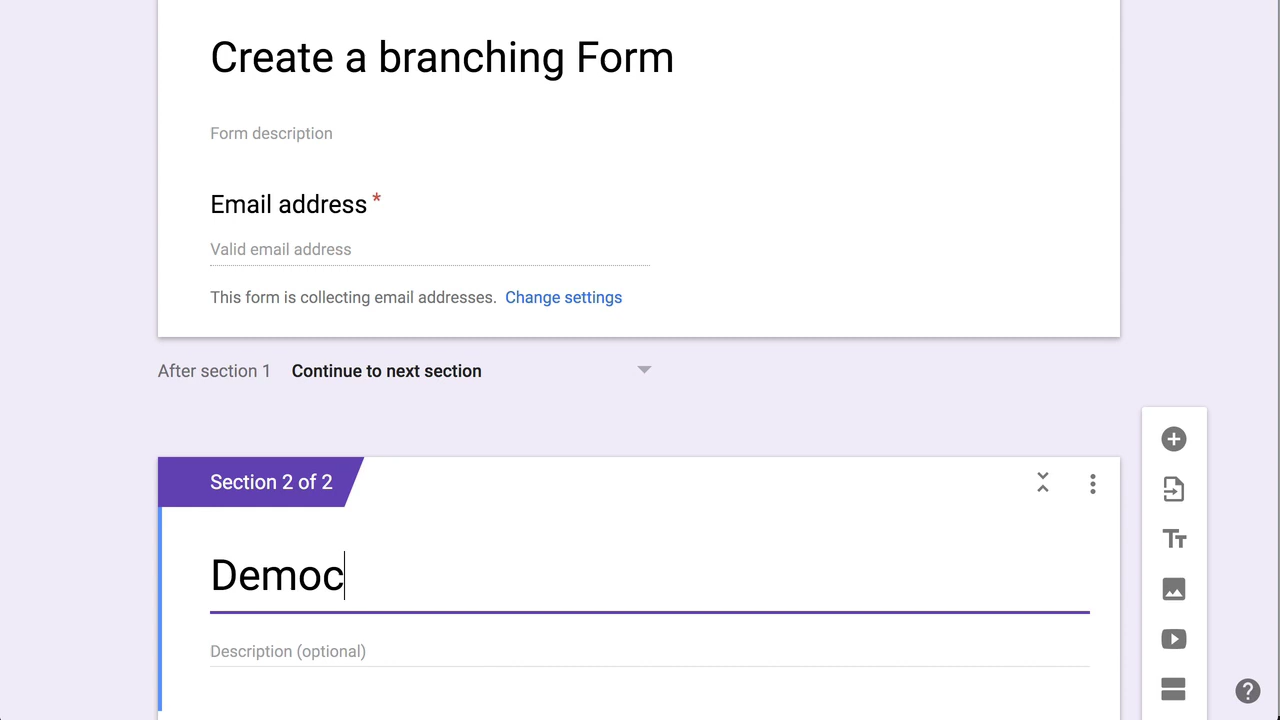 Create a branching Form
Form description
Email address *
Valid email address
This form is collecting email addresses. Change settings
After section 1 Continue to next section
Section 2 of 2
Democ
Description (optional)